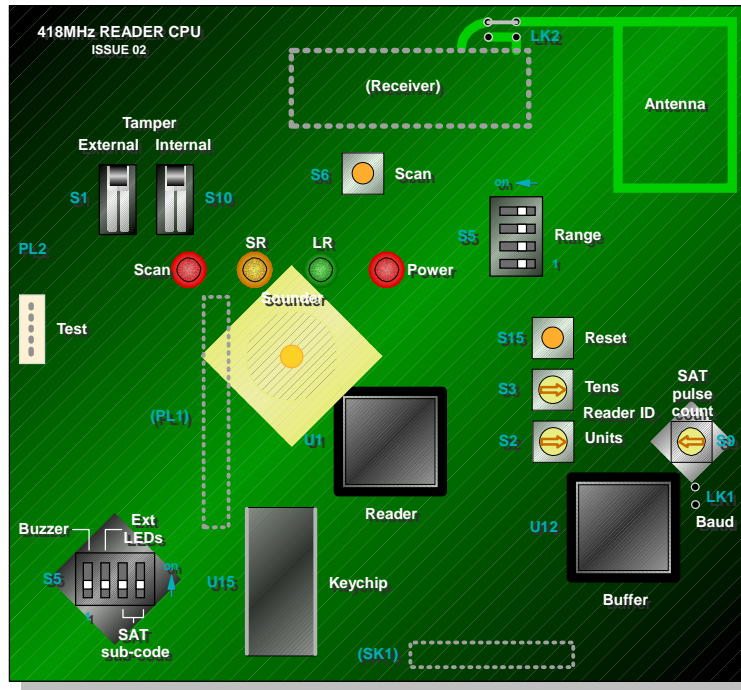 418MHz READER CPU
ISSUE 02
LK2
(Receiver)
Antenna
Tamper
External Internal
S1
S10
S6
Scan
on
S5
Range
1
PL2
SR
LR
Scan
Power
Sounder
Test
S15
Reset
S3
Tens
Reader ID
S2
Units
SAT
pulse
count
S9
(PL1)
U1
Reader
LK1
Baud
U12
Buffer
Buzzer
Ext
LEDs
S5
on
1
SAT
sub-code
U15
Keychip
(SK1)